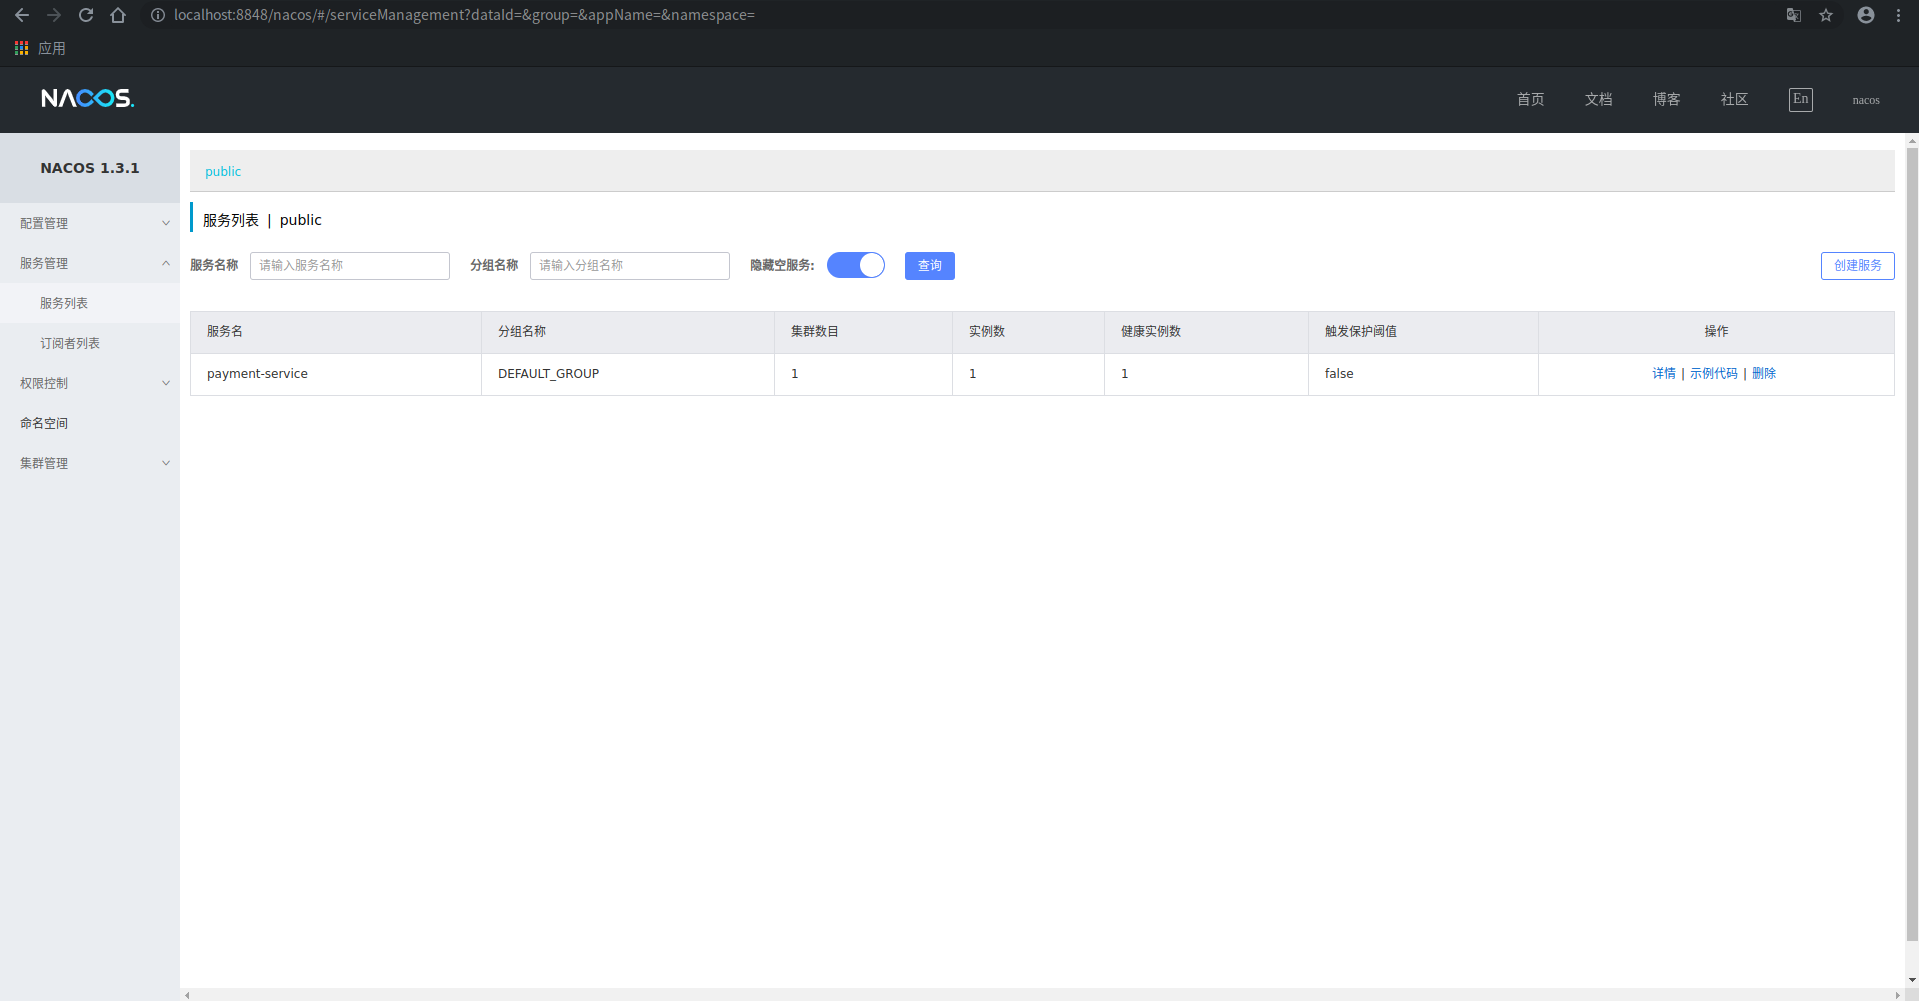 localhost:8848/nacos/#/serviceManagement?dataId=&group=&appName=&namespace=
应用
NACOS.
首页 文档 博客 社区 En nacos
NACOS 1.3.1
配置管理
服务管理
服务列表
订阅者列表
权限控制
命名空间
集群管理
public
服务列表 | public
服务名称 请输入服务名称 分组名称 请输入分组名称 隐藏空服务: 查询 创建服务
服务名 分组名称 集群数目 实例数 健康实例数 触发保护阈值 操作
payment-service DEFAULT_GROUP 1 1 1 false 详情 | 示例代码 | 删除